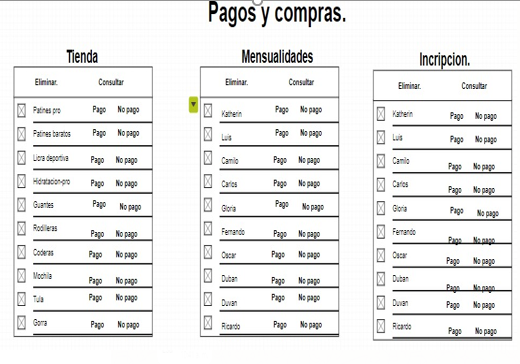 Pagos y compras.
Tienda
Eliminar. Consultar
Patines pro Pago No pago
Patines baratos Pago No pago
Licra deportiva Pago No pago
Hidratacion-pro Pago No pago
Guantes Pago No pago
Rodilleras Pago No pago
Coderas Pago No pago
Mochila Pago No pago
Tula Pago No pago
Gorra Pago No pago
Mensualidades
Eliminar. Consultar
Katherin Pago No pago
Luis Pago No pago
Camilo Pago No pago
Carlos Pago No pago
Gloria Pago No pago
Fernando Pago No pago
Oscar Pago No pago
Duban Pago No pago
Duvan Pago No pago
Ricardo Pago No pago
Incripcion.
Eliminar. Consultar
Katherin Pago No pago
Luis Pago No pago
Camilo Pago No pago
Carlos Pago No pago
Gloria Pago No pago
Fernando Pago No pago
Oscar Pago No pago
Duban Pago No pago
Duvan Pago No pago
Ricardo Pago No pago